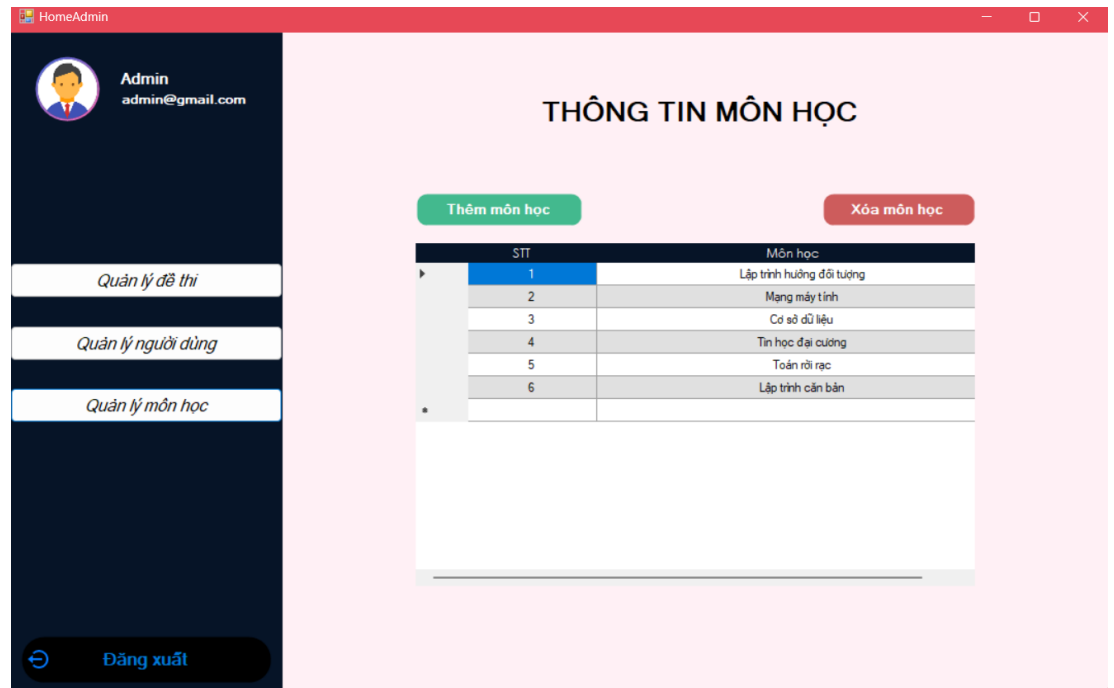 HomeAdmin
Admin
admin@gmail.com
THÔNG TIN MÔN HỌC
Thêm môn học
Xóa môn học
STT Môn học
1 Lập trình hướng đối tượng
2 Mạng máy tính
3 Cơ sở dữ liệu
4 Tin học đại cương
5 Toán rời rạc
6 Lập trình căn bản
Quản lý đề thi
Quản lý người dùng
Quản lý môn học
Đăng xuất